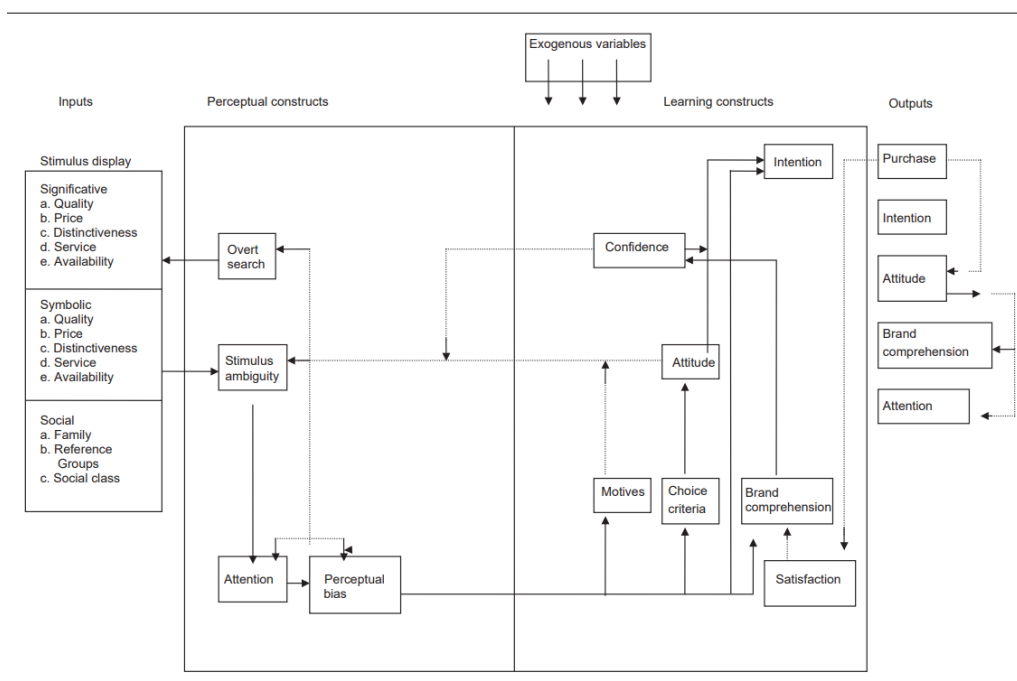 Exogenous variables
Inputs
Perceptual constructs
Learning constructs
Outputs
Stimulus display
Significative
a. Quality
b. Price
c. Distinctiveness
d. Service
e. Availability
Symbolic
a. Quality
b. Price
c. Distinctiveness
d. Service
e. Availability
Social
a. Family
b. Reference
Groups
c. Social class
Overt
search
Stimulus
ambiguity
Attention
Perceptual
bias
Intention
Confidence
Attitude
Motives
Choice
criteria
Brand
comprehension
Satisfaction
Purchase
Intention
Attitude
Brand
comprehension
Attention